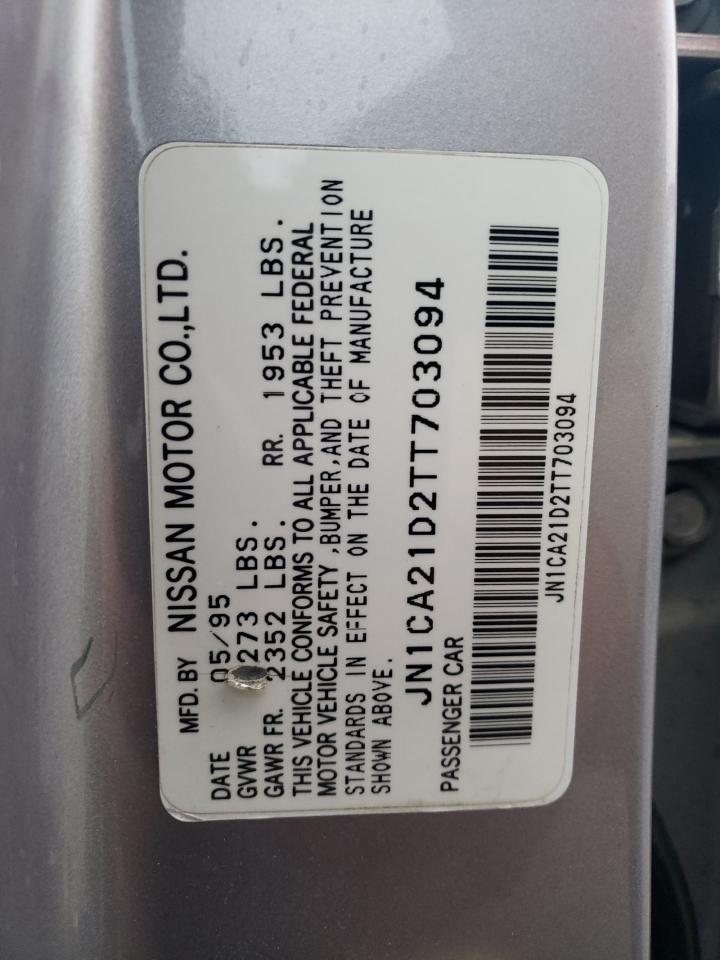 MFD. BY NISSAN MOTOR CO.,LTD.
DATE 05/95
GVWR 273 LBS.
GAWR FR. 2352 LBS. RR. 1953 LBS.
THIS VEHICLE CONFORMS TO ALL APPLICABLE FEDERAL
MOTOR VEHICLE SAFETY ,BUMPER,AND THEFT PREVENTION
STANDARDS IN EFFECT ON THE DATE OF MANUFACTURE
SHOWN ABOVE.
JN1CA21D2TT703094
PASSENGER CAR
JN1CA21D2TT703094